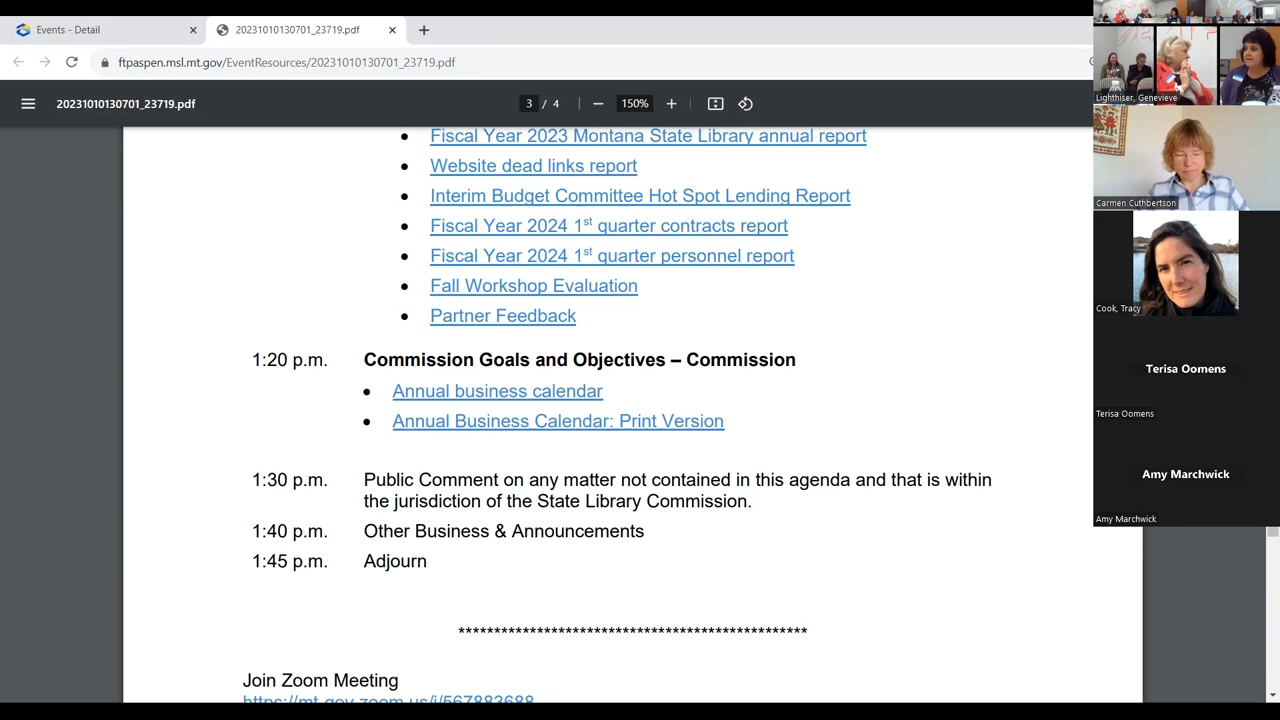 Events - Detail
20231010130701_23719.pdf
ftpaspen.msl.mt.gov/EventResources/20231010130701_23719.pdf
20231010130701_23719.pdf
3 / 4
150%
Fiscal Year 2023 Montana State Library annual report
Website dead links report
Interim Budget Committee Hot Spot Lending Report
Fiscal Year 2024 1st quarter contracts report
Fiscal Year 2024 1st quarter personnel report
Fall Workshop Evaluation
Partner Feedback
1:20 p.m. Commission Goals and Objectives – Commission
Annual business calendar
Annual Business Calendar: Print Version
1:30 p.m. Public Comment on any matter not contained in this agenda and that is within
the jurisdiction of the State Library Commission.
1:40 p.m. Other Business & Announcements
1:45 p.m. Adjourn
************************************************
Join Zoom Meeting
https://mt-gov.zoom.us/j/567883688
Lighthiser, Genevieve
Carmen Cuthbertson
Cook, Tracy
Terisa Oomens
Terisa Oomens
Amy Marchwick
Amy Marchwick